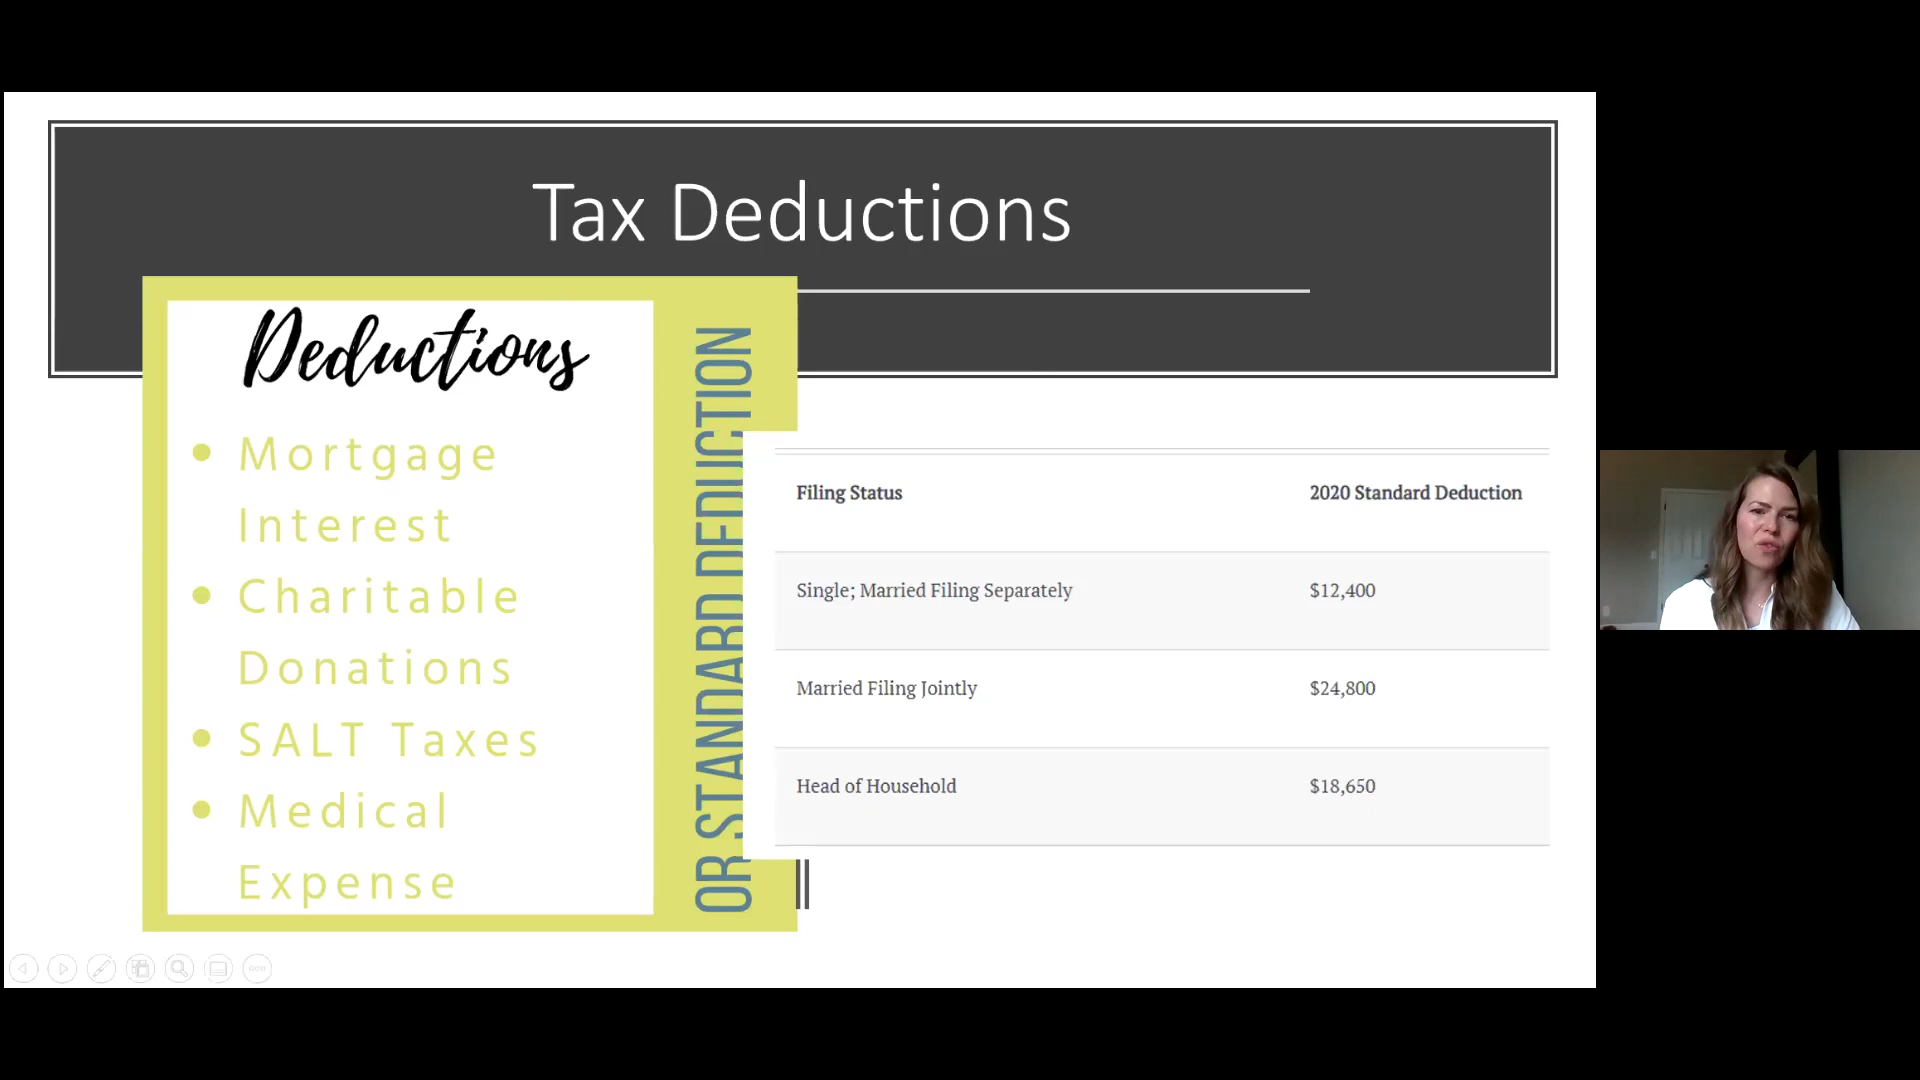 Tax Deductions
Deductions
Mortgage
Interest
Charitable
Donations
SALT Taxes
Medical
Expense
OR STANDARD DEDUCTION
Filing Status 2020 Standard Deduction
Single; Married Filing Separately $12,400
Married Filing Jointly $24,800
Head of Household $18,650